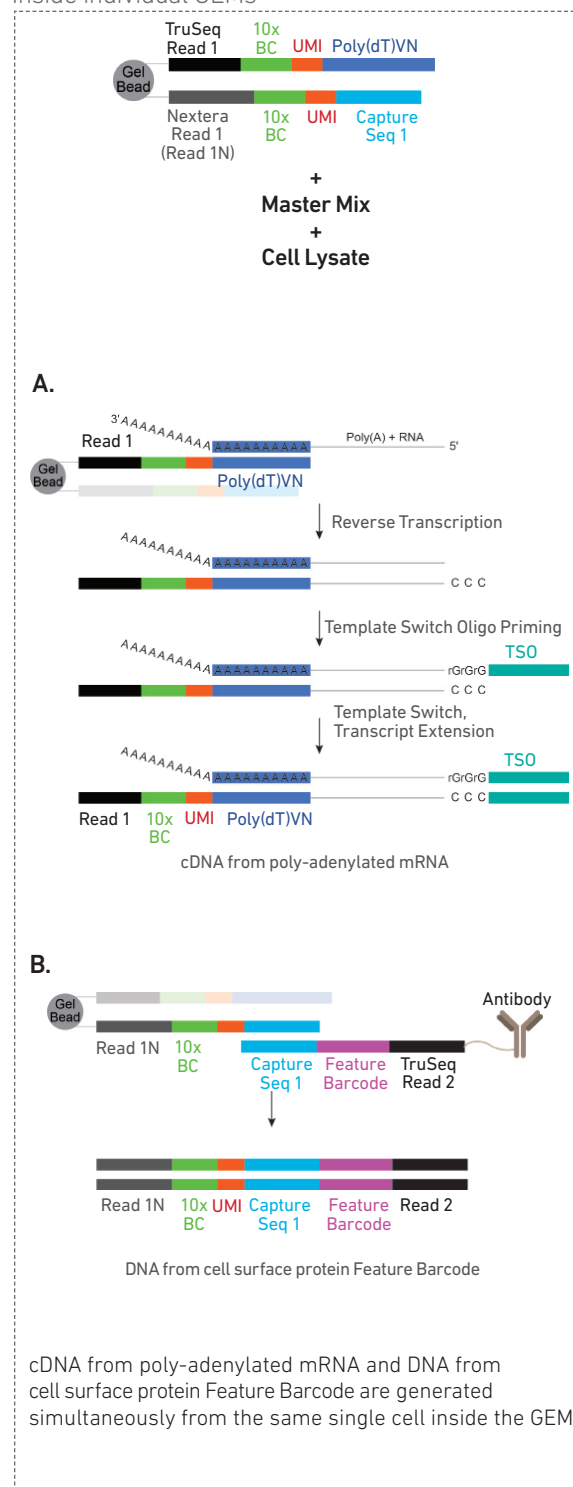 inside individual GEMs
TruSeq Read 1
10x BC
UMI
Poly(dT)VN
Gel Bead
Nextera Read 1 (Read 1N)
10x BC
UMI
Capture Seq 1
+
Master Mix
+
Cell Lysate
A.
3' AAAAAAAAAA AAAAAAAAAA
Poly(A) + RNA
5'
Read 1
Gel Bead
Poly(dT)VN
Reverse Transcription
AAAAAAAAAA AAAAAAAAAA
C C C
Template Switch Oligo Priming
TSO
AAAAAAAAAA AAAAAAAAAA
rGrGrG
C C C
Template Switch,
Transcript Extension
TSO
AAAAAAAAAA AAAAAAAAAA
rGrGrG
C C C
Read 1
10x BC
UMI
Poly(dT)VN
cDNA from poly-adenylated mRNA
B.
Gel Bead
Antibody
Read 1N
10x BC
Capture Seq 1
Feature Barcode
TruSeq Read 2
Read 1N
10x BC
UMI
Capture Seq 1
Feature Barcode
Read 2
DNA from cell surface protein Feature Barcode
cDNA from poly-adenylated mRNA and DNA from
cell surface protein Feature Barcode are generated
simultaneously from the same single cell inside the GEM